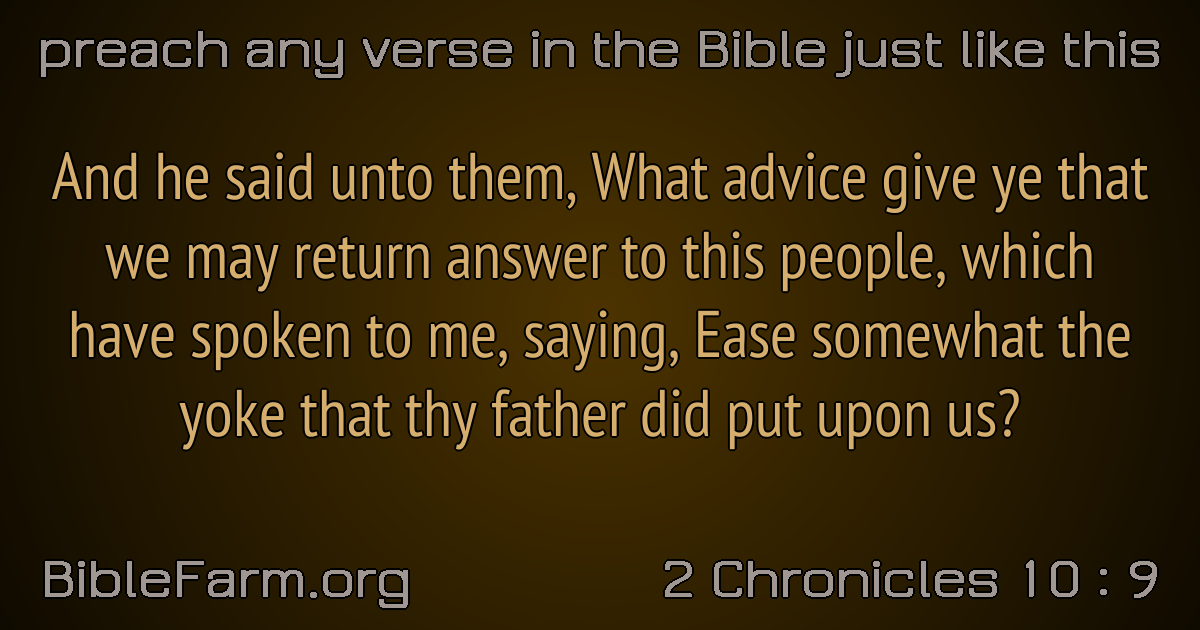 preach any verse in the Bible just like this
And he said unto them, What advice give ye that
we may return answer to this people, which
have spoken to me, saying, Ease somewhat the
yoke that thy father did put upon us?
BibleFarm.org
2 Chronicles 10 : 9